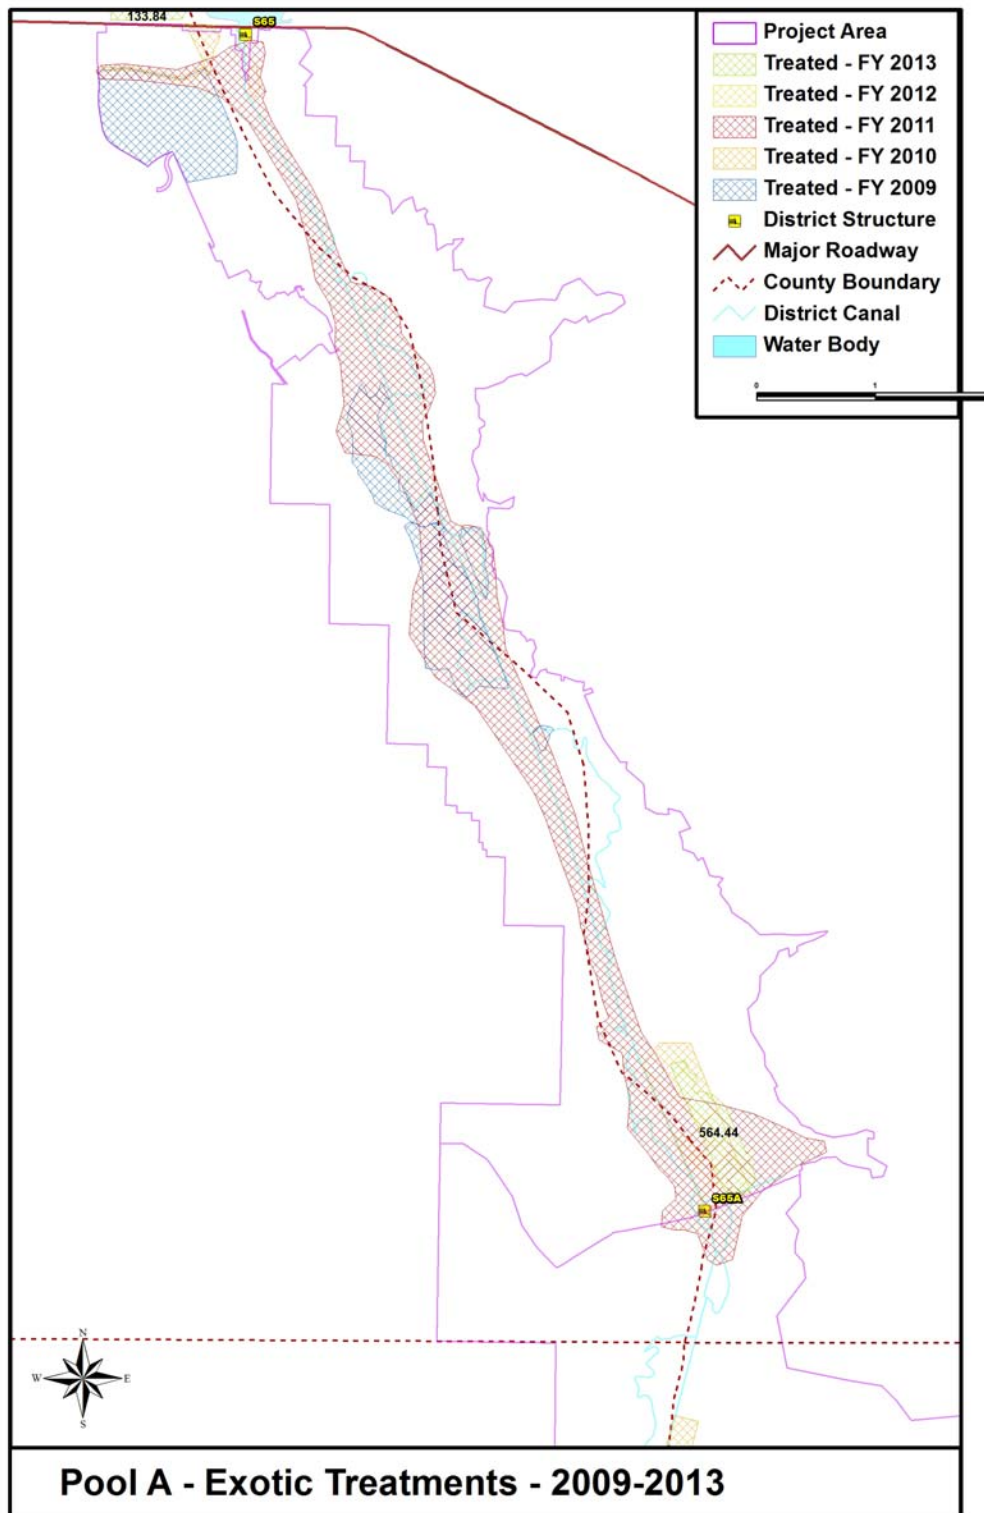 133.84
S65
Project Area
Treated - FY 2013
Treated - FY 2012
Treated - FY 2011
Treated - FY 2010
Treated - FY 2009
District Structure
Major Roadway
County Boundary
District Canal
Water Body
0 1
564.44
S65A
N
W E
S
Pool A - Exotic Treatments - 2009-2013